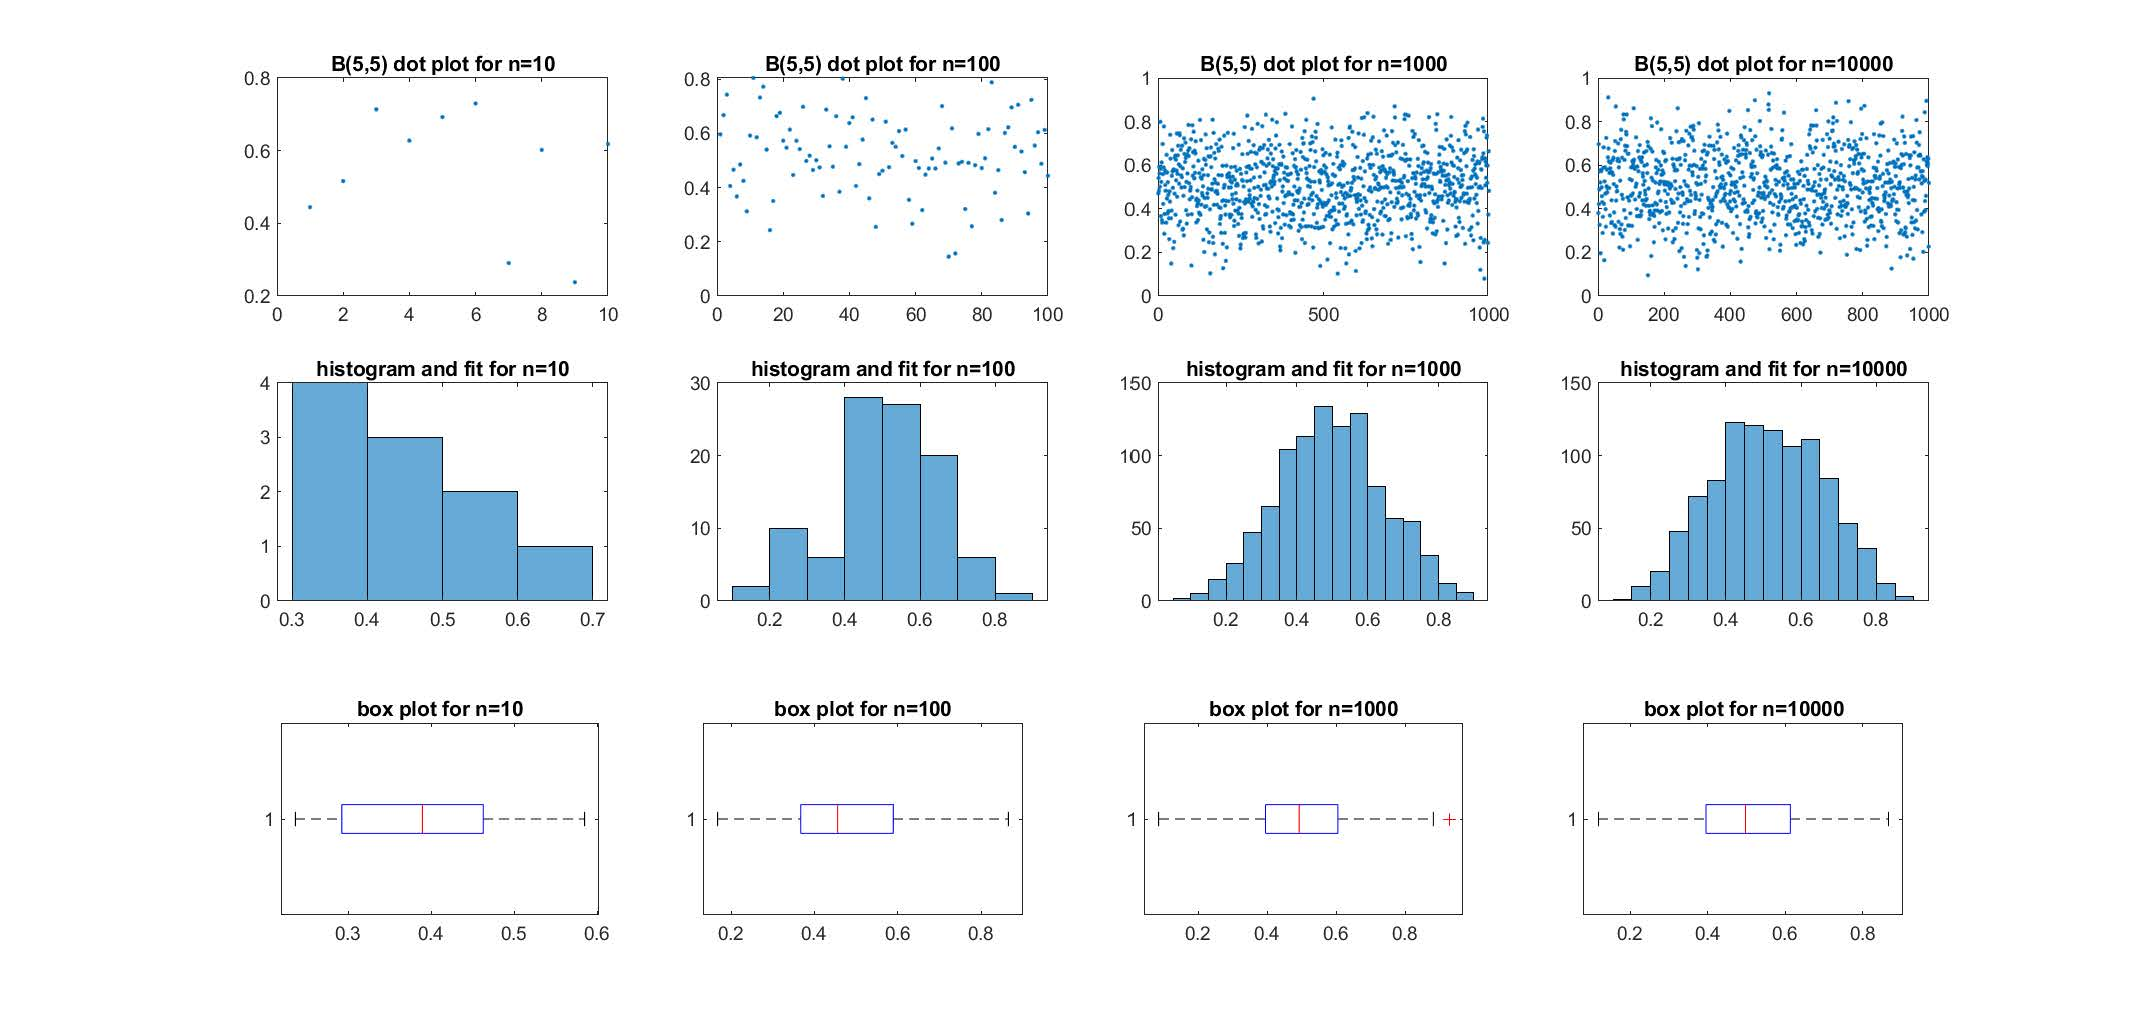 B(5,5) dot plot for n=10
0.8
0.6
0.4
0.2
0 2 4 6 8 10
B(5,5) dot plot for n=100
0.8
0.6
0.4
0.2
0
0 20 40 60 80 100
B(5,5) dot plot for n=1000
1
0.8
0.6
0.4
0.2
0
0 500 1000
B(5,5) dot plot for n=10000
1
0.8
0.6
0.4
0.2
0
0 200 400 600 800 1000
histogram and fit for n=10
4
3
2
1
0
0.3 0.4 0.5 0.6 0.7
histogram and fit for n=100
30
20
10
0
0.2 0.4 0.6 0.8
histogram and fit for n=1000
150
100
50
0
0.2 0.4 0.6 0.8
histogram and fit for n=10000
150
100
50
0
0.2 0.4 0.6 0.8
box plot for n=10
1
0.3 0.4 0.5 0.6
box plot for n=100
1
0.2 0.4 0.6 0.8
box plot for n=1000
1
0.2 0.4 0.6 0.8
box plot for n=10000
1
0.2 0.4 0.6 0.8